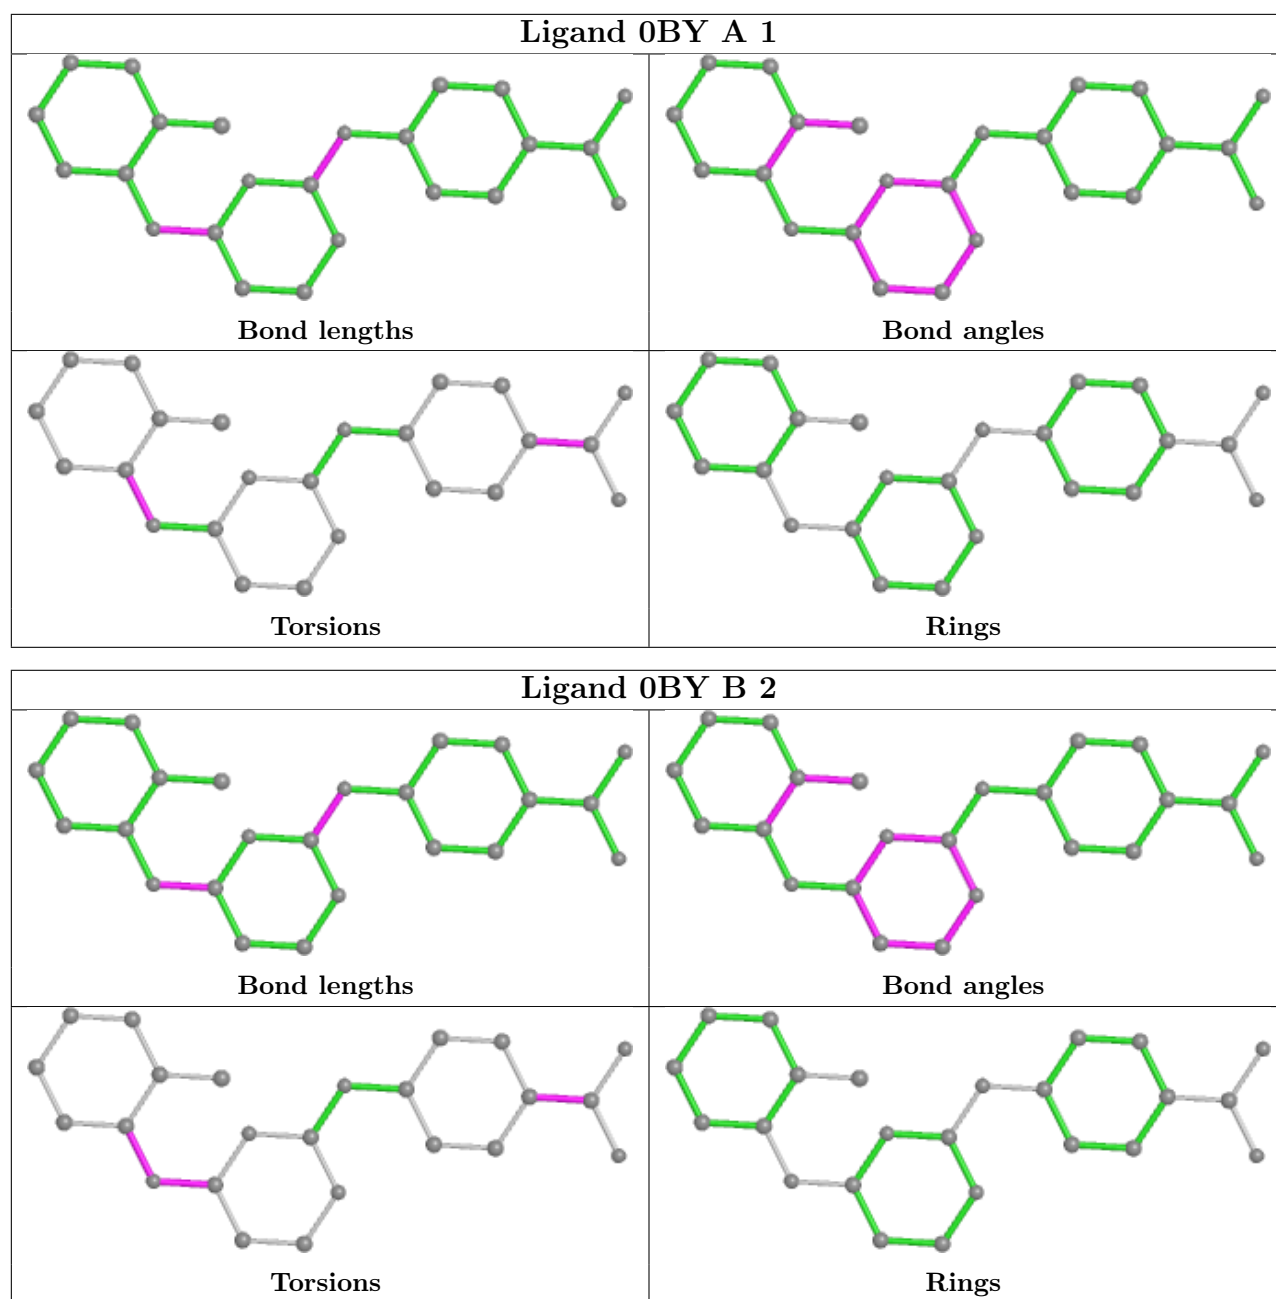 Ligand 0BY A 1
Bond lengths
Bond angles
Torsions
Rings
Ligand 0BY B 2
Bond lengths
Bond angles
Torsions
Rings